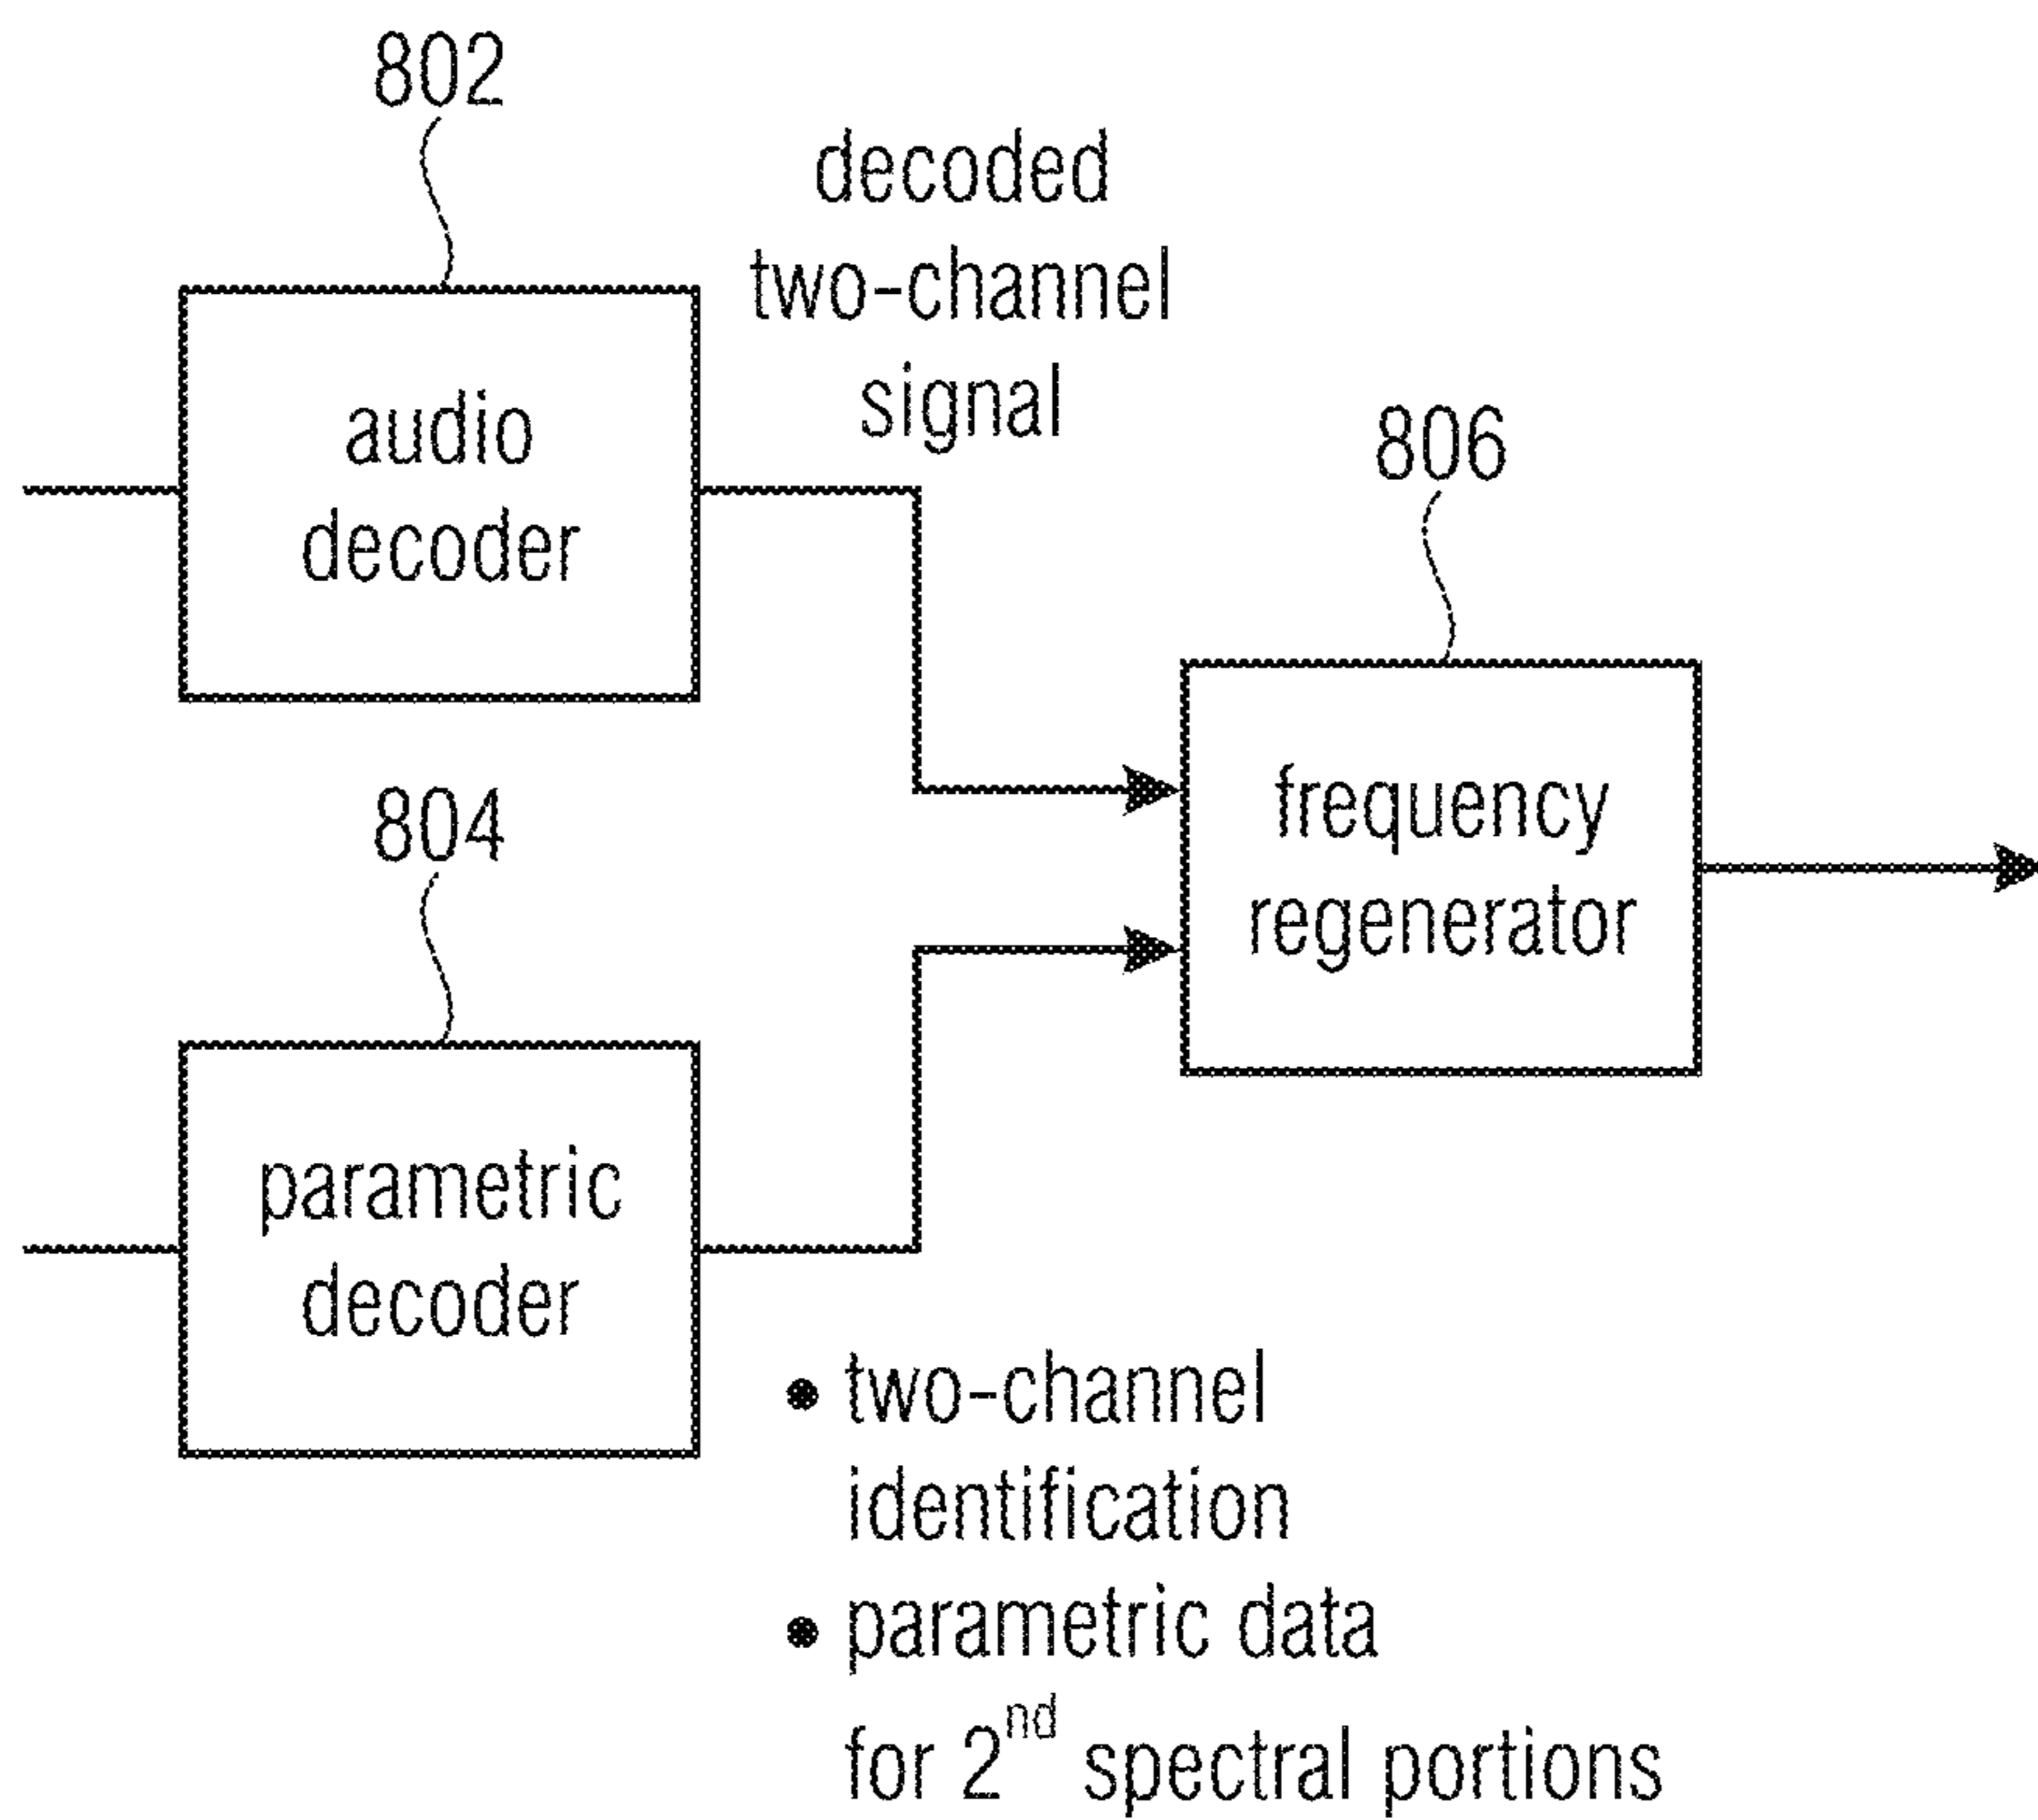 802
decoded
two-channel
signal
audio
decoder
806
frequency
regenerator
804
parametric
decoder
• two-channel
identification
• parametric data
for 2nd spectral portions